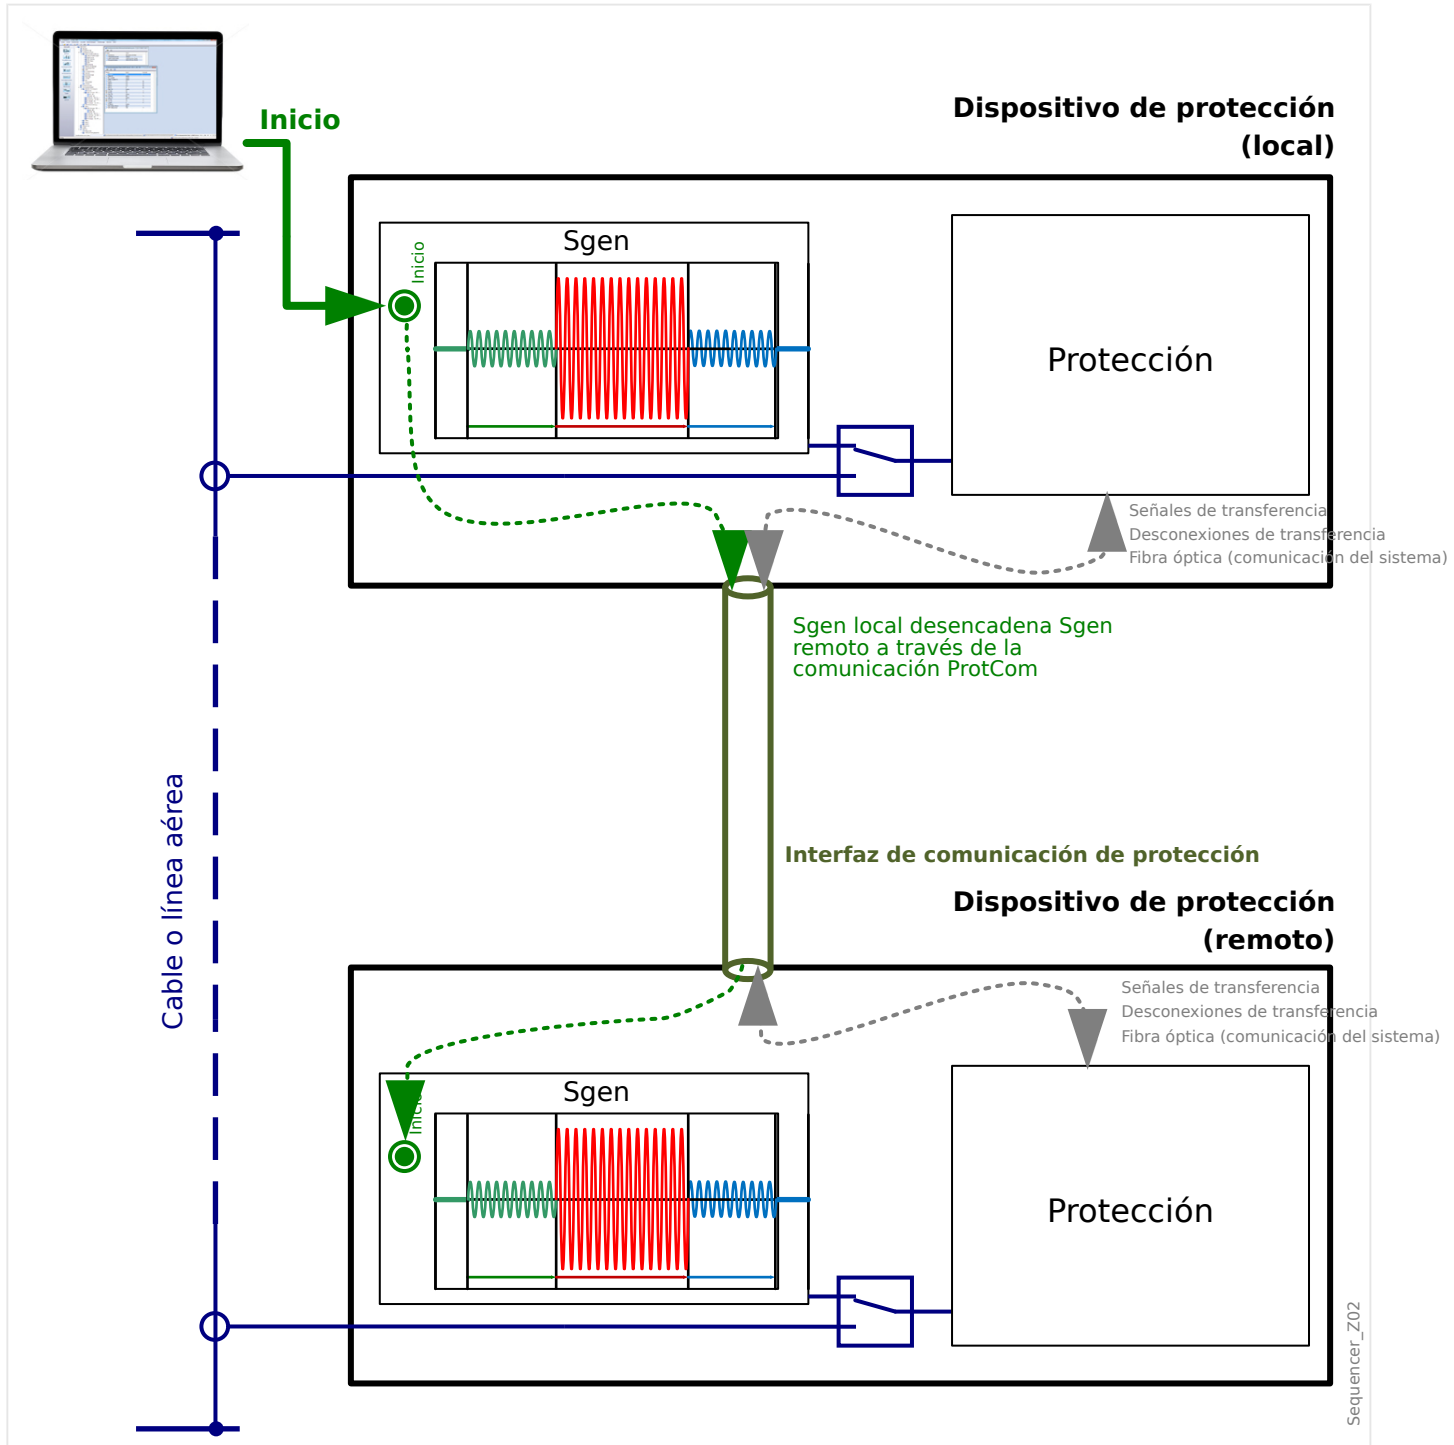 Inicio
Dispositivo de protección
(local)
Sgen
Inicio
Protección
Señales de transferencia
Desconexiones de transferencia
Fibra óptica (comunicación del sistema)
Sgen local desencadena Sgen
remoto a través de la
comunicación ProtCom
Cable o línea aérea
Interfaz de comunicación de protección
Dispositivo de protección
(remoto)
Señales de transferencia
Desconexiones de transferencia
Fibra óptica (comunicación del sistema)
Sgen
Inicio
Protección
Sequencer_Z02